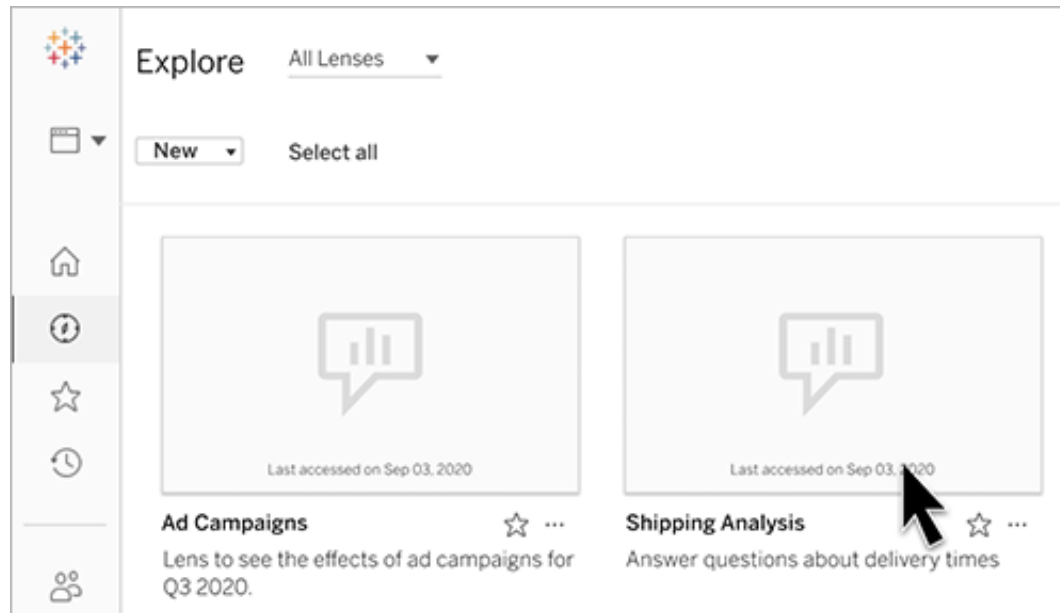 Explore
All Lenses
New
Select all
Last accessed on Sep 03, 2020
Last accessed on Sep 03, 2020
Ad Campaigns
Lens to see the effects of ad campaigns for
Q3 2020.
Shipping Analysis
Answer questions about delivery times